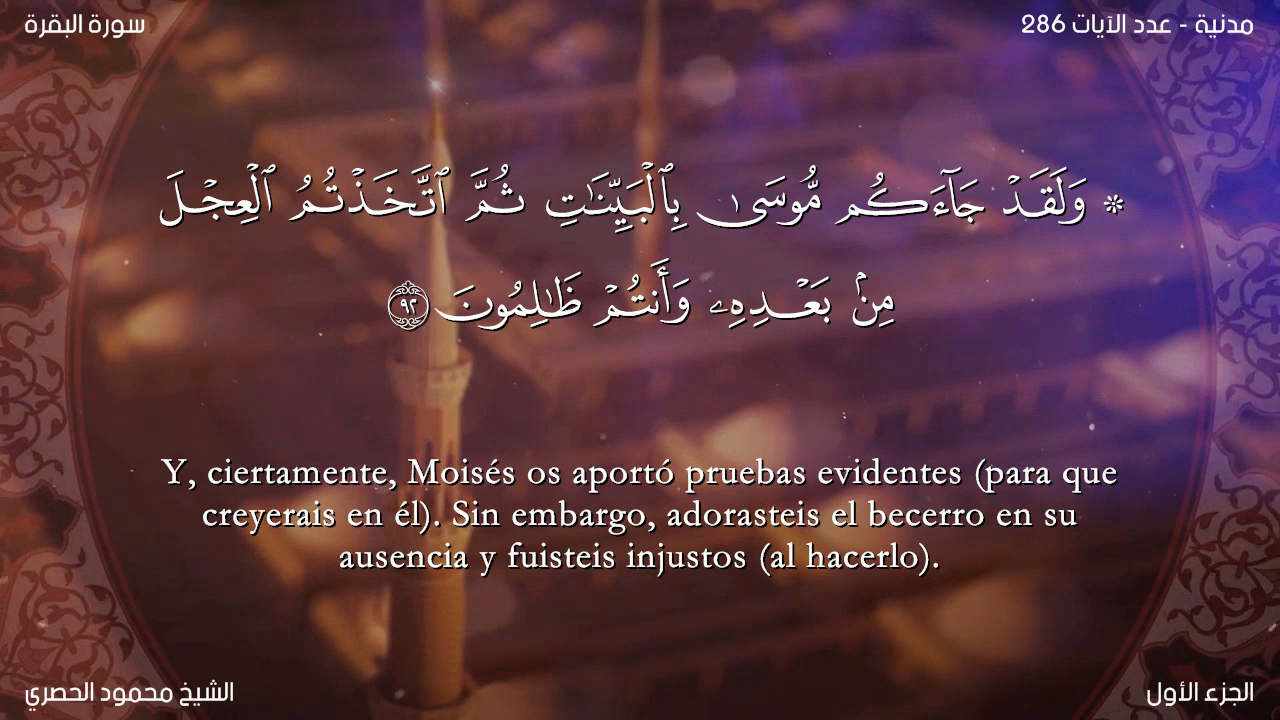 سورة البقرة
مدنية - عدد الآيات 286
۞ وَلَقَدْ جَآءَكُم مُّوسَىٰ بِٱلْبَيِّنَـٰتِ ثُمَّ ٱتَّخَذْتُمُ ٱلْعِجْلَ
مِنۢ بَعْدِهِۦ وَأَنتُمْ ظَـٰلِمُونَ ٩٢
Y, ciertamente, Moisés os aportó pruebas evidentes (para que
creyerais en él). Sin embargo, adorasteis el becerro en su
ausencia y fuisteis injustos (al hacerlo).
الشيخ محمود الحصري
الجزء الأول